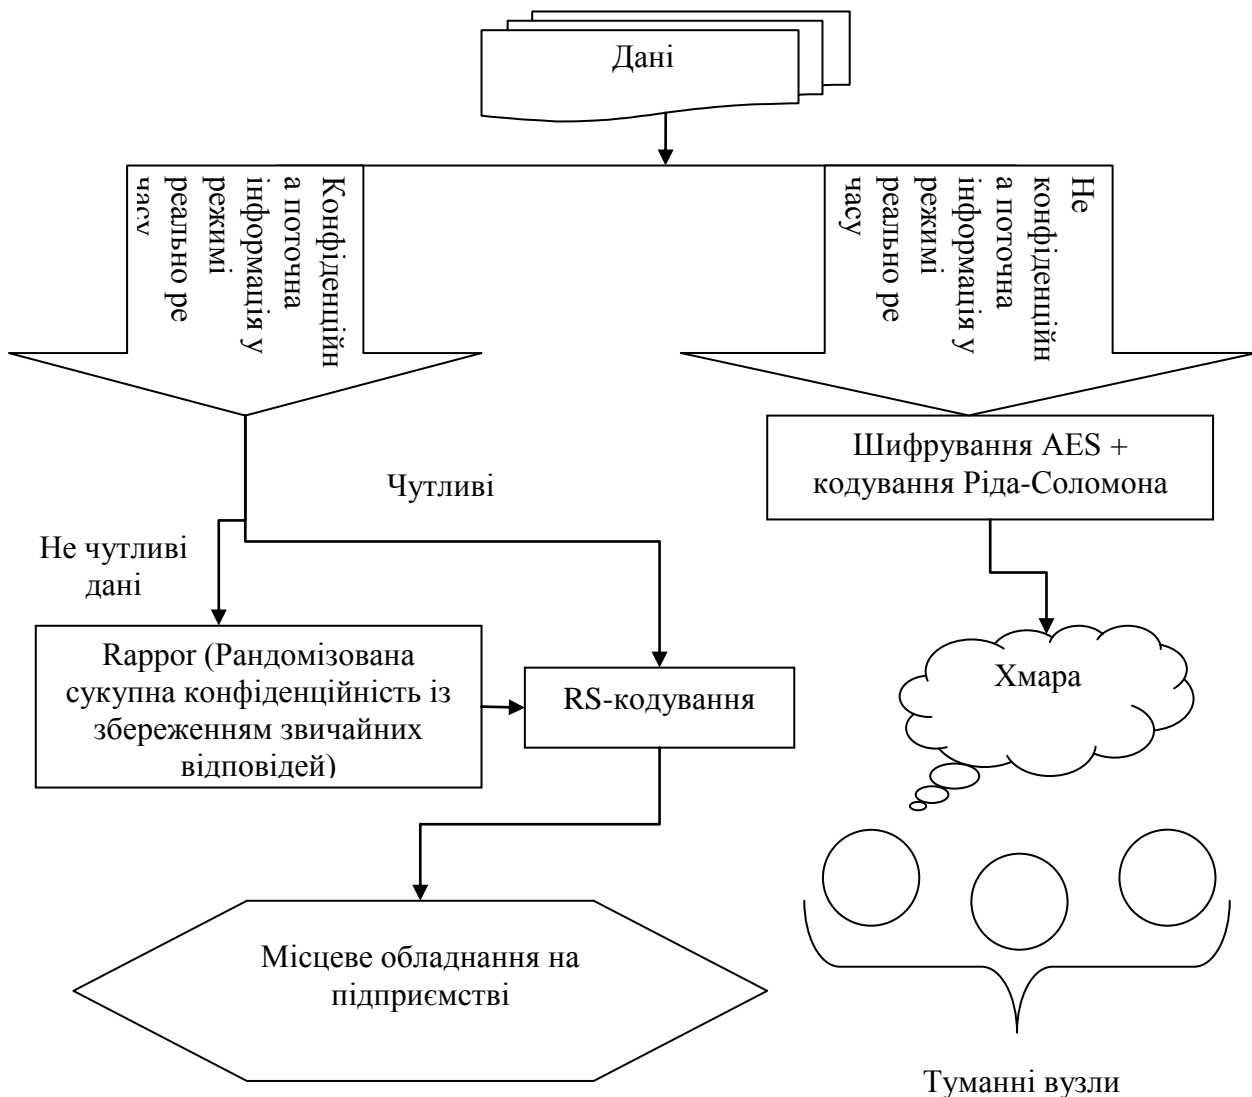 Дані
Конфіденційн
а поточна
інформація у
режимі
реально ре
часу
Не
конфіденційн
а поточна
інформація у
режимі
реально ре
часу
Шифрування AES +
кодування Ріда-Соломона
Чутливі
Не чутливі
дані
Rappor (Рандомізована
сукупна конфіденційність із
збереженням звичайних
відповідей)
RS-кодування
Хмара
Місцеве обладнання на
підприємстві
Туманні вузли